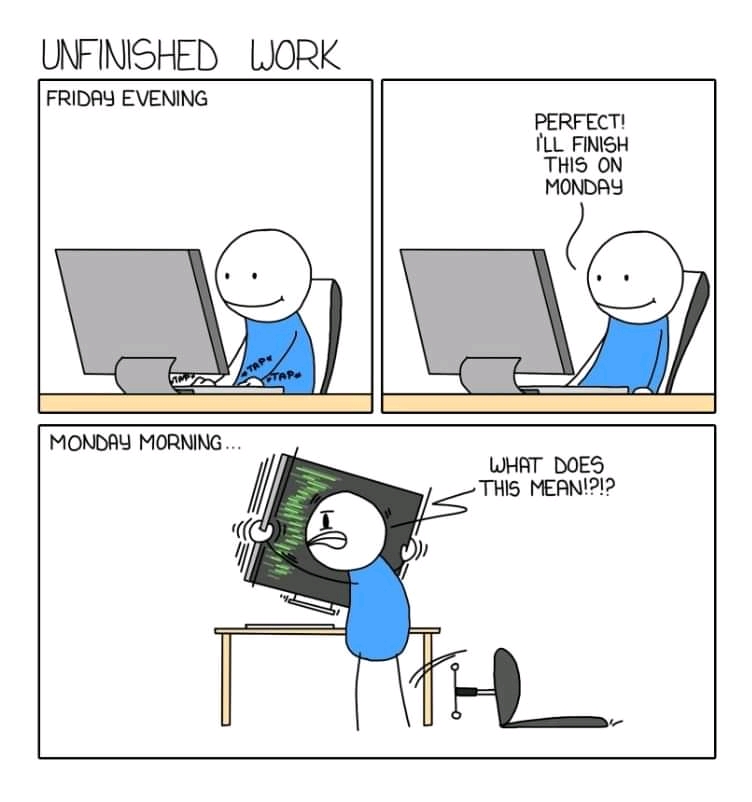 UNFINISHED WORK
FRIDAY EVENING
*TAP*
*TAP*
*TAP*
PERFECT!
I'LL FINISH
THIS ON
MONDAY
MONDAY MORNING...
WHAT DOES
THIS MEAN!?!?